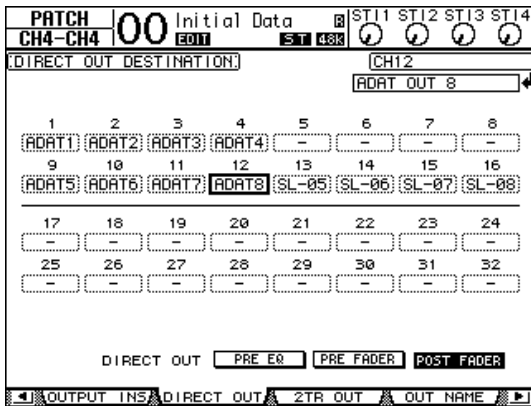 PATCH 00 Initial Data R ST1 ST2 ST3 ST4
CH4-CH4 EDIT ST 48k
DIRECT OUT DESTINATION CH12
ADAT OUT 8
1 2 3 4 5 6 7 8
ADAT1 ADAT2 ADAT3 ADAT4 - - - -
9 10 11 12 13 14 15 16
ADAT5 ADAT6 ADAT7 ADAT8 SL-05 SL-06 SL-07 SL-08
17 18 19 20 21 22 23 24
- - - - - - - -
25 26 27 28 29 30 31 32
- - - - - - - -
DIRECT OUT PRE EQ PRE FADER POST FADER
OUTPUT INS DIRECT OUT 2TR OUT OUT NAME